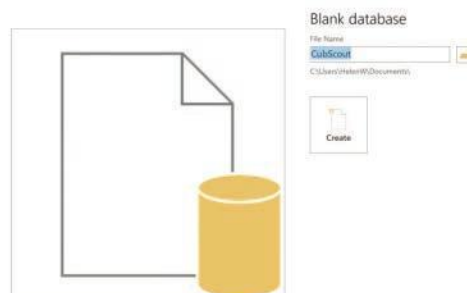 Blank database
File Name
CubScout
C:\Users\HelenW\Documents\
Create